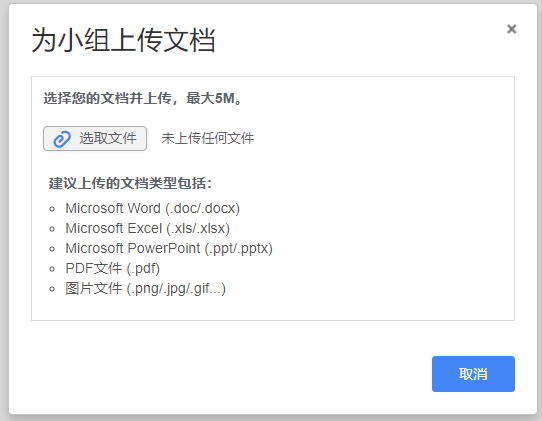 为小组上传文档
×
选择您的文档并上传，最大5M。
选取文件 未上传任何文件
建议上传的文档类型包括：
Microsoft Word (.doc/.docx)
Microsoft Excel (.xls/.xlsx)
Microsoft PowerPoint (.ppt/.pptx)
PDF文件 (.pdf)
图片文件 (.png/.jpg/.gif...)
取消